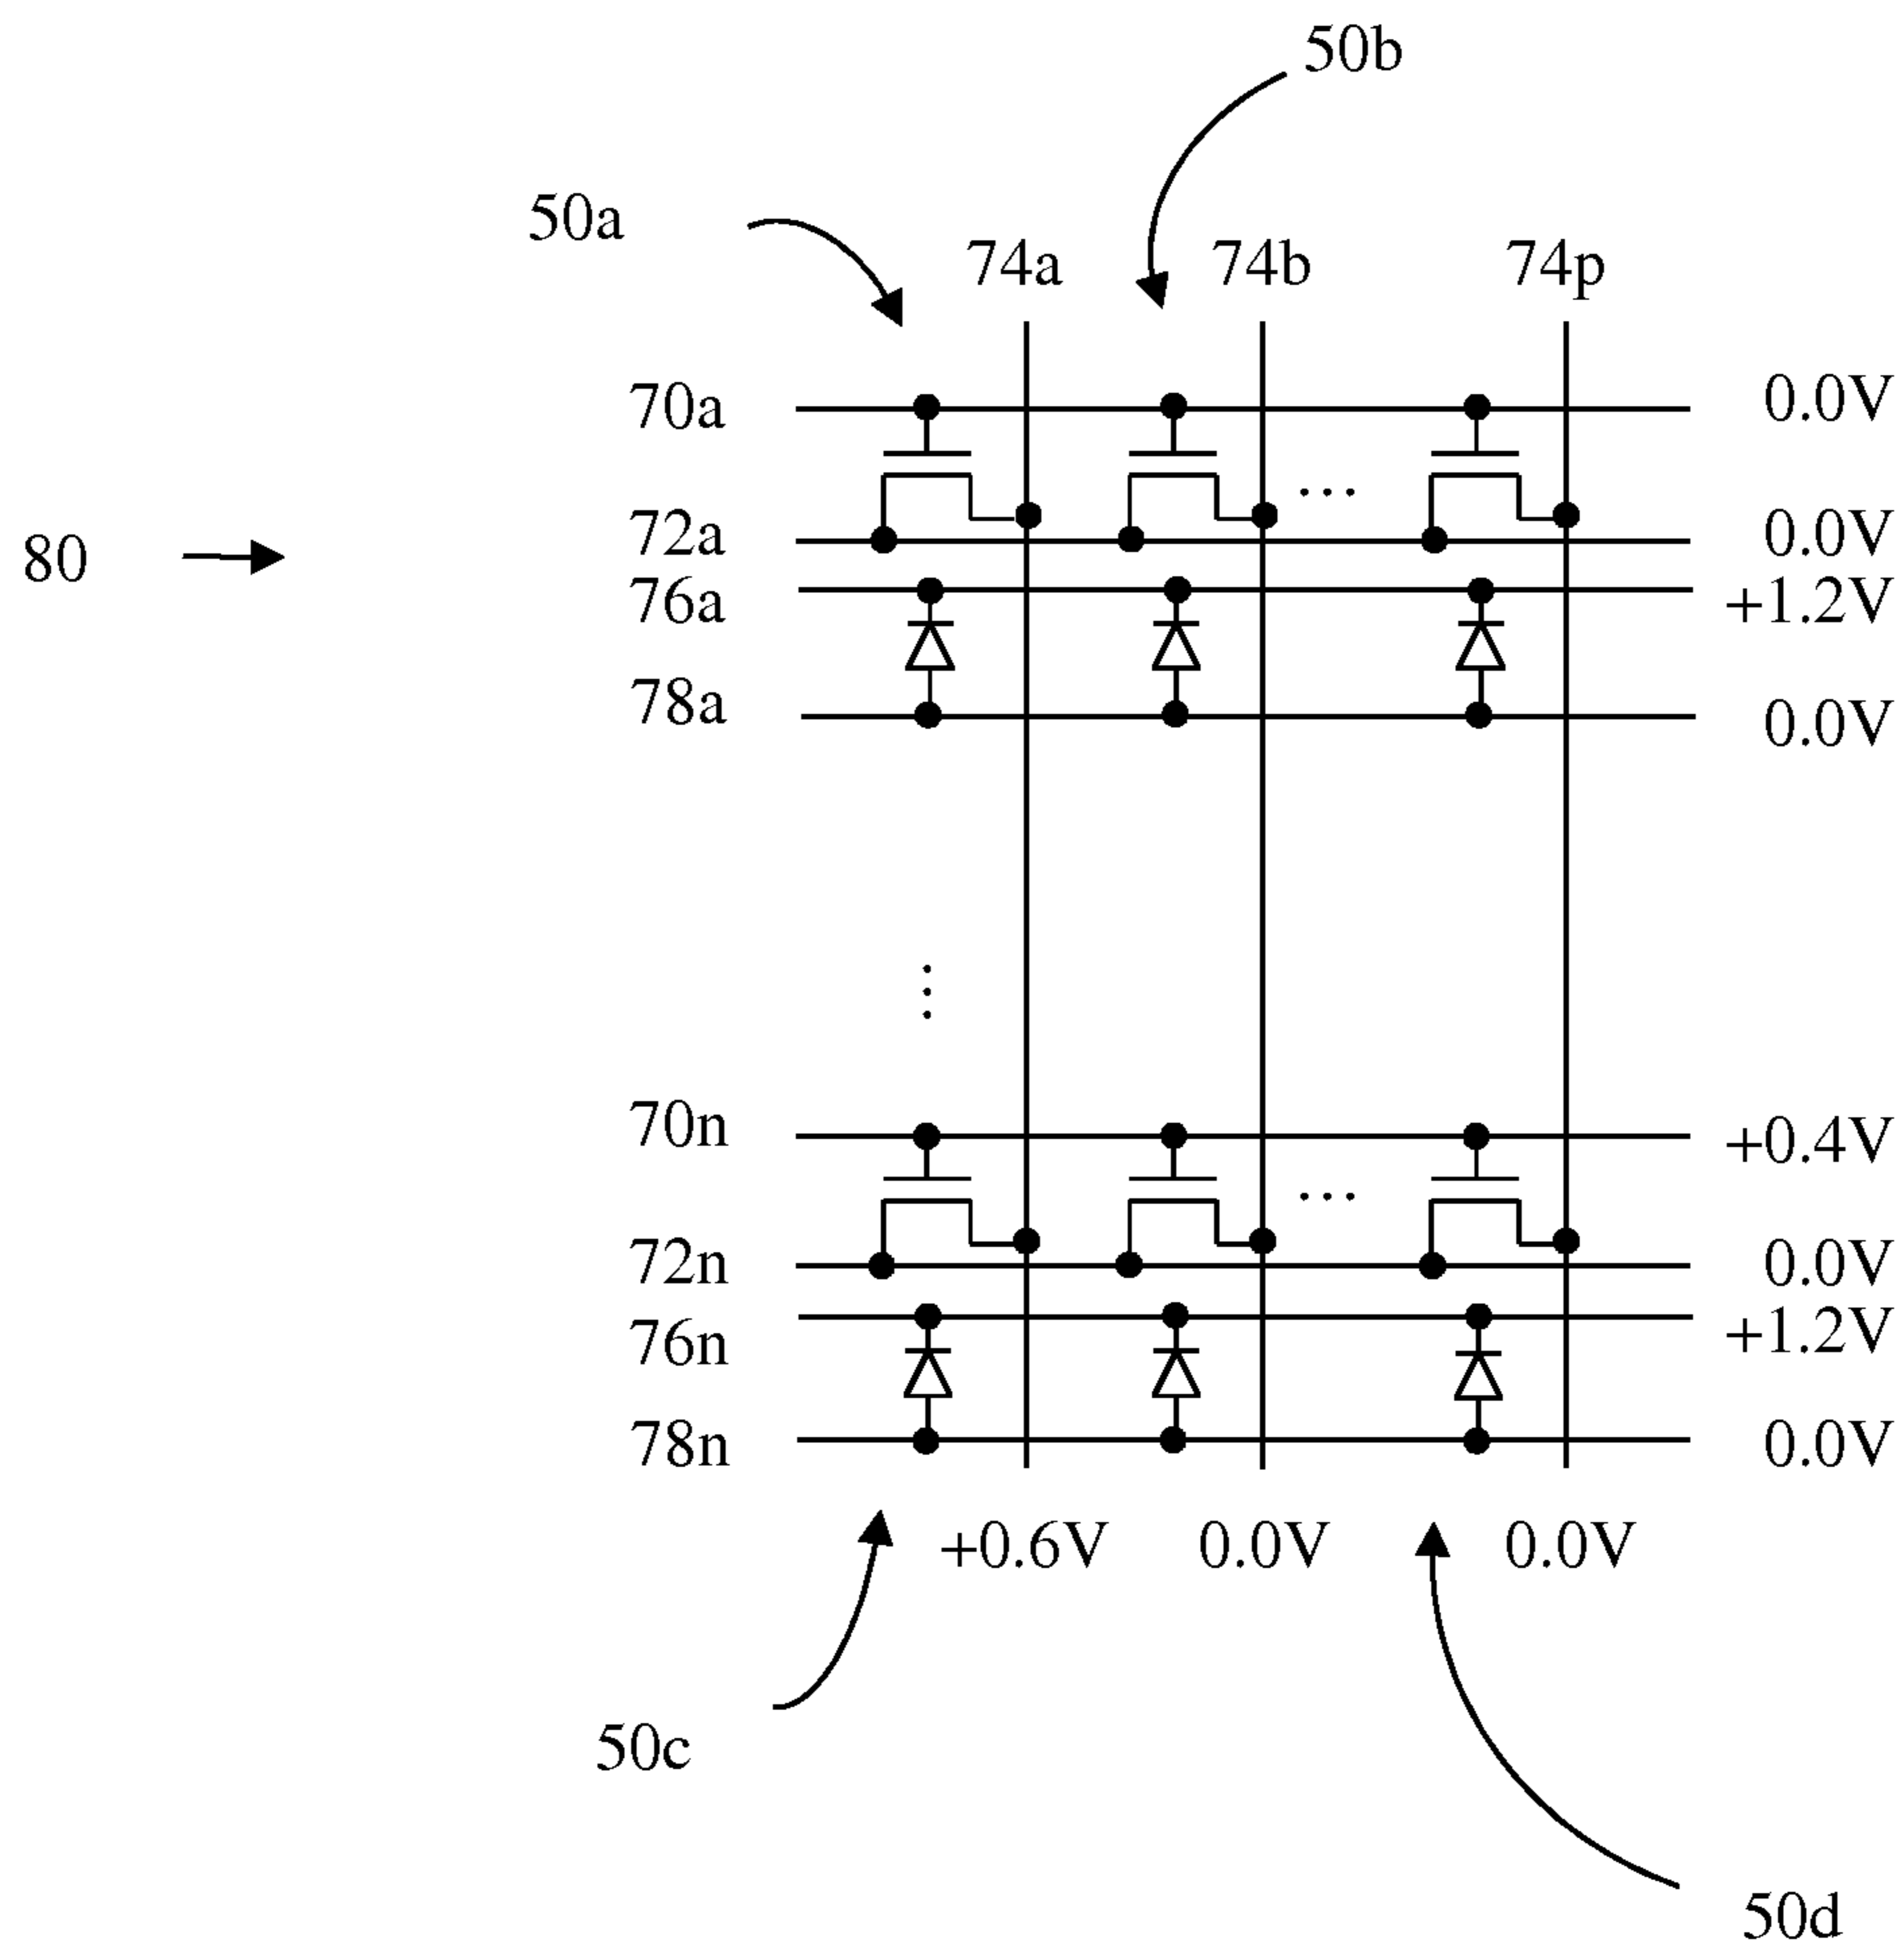 50b
50a
74a 74b 74p
70a 0.0V
...
72a 0.0V
80
76a +1.2V
78a 0.0V
70n +0.4V
...
72n 0.0V
76n +1.2V
78n 0.0V
+0.6V 0.0V 0.0V
50c
50d